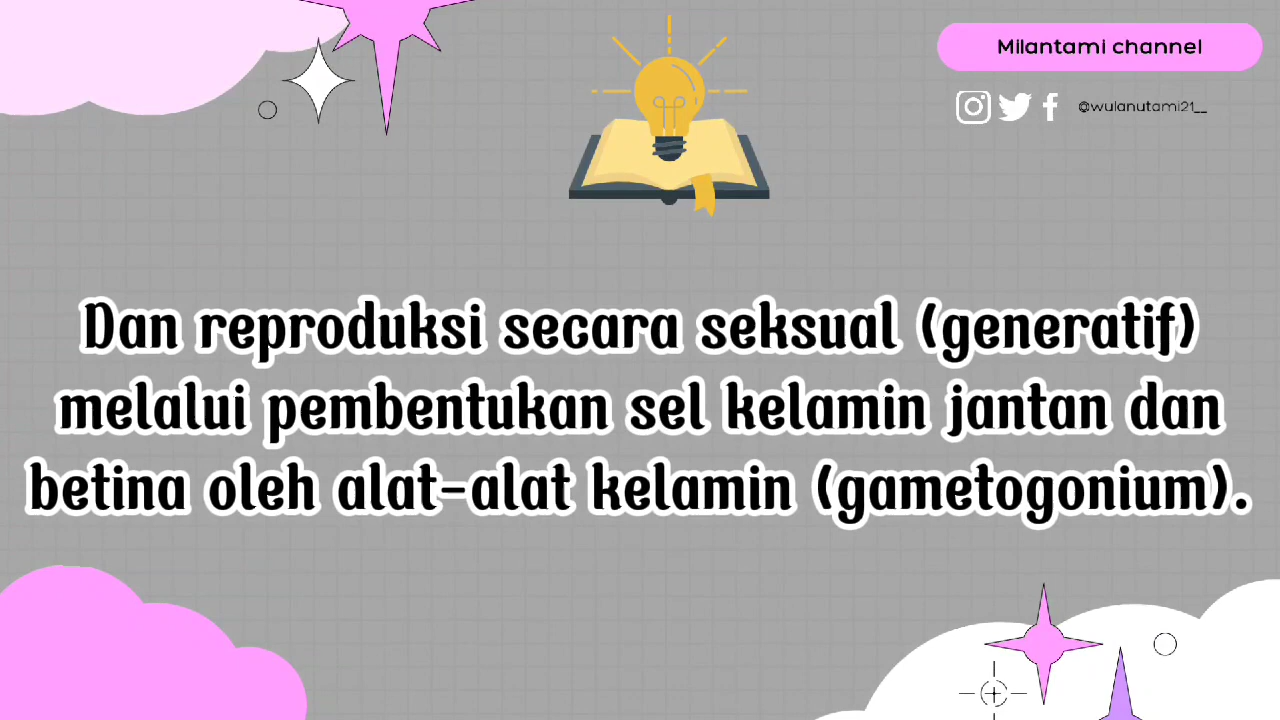 Milantami channel
@wulanutami21__
Dan reproduksi secara seksual (generatif)
melalui pembentukan sel kelamin jantan dan
betina oleh alat-alat kelamin (gametogonium).